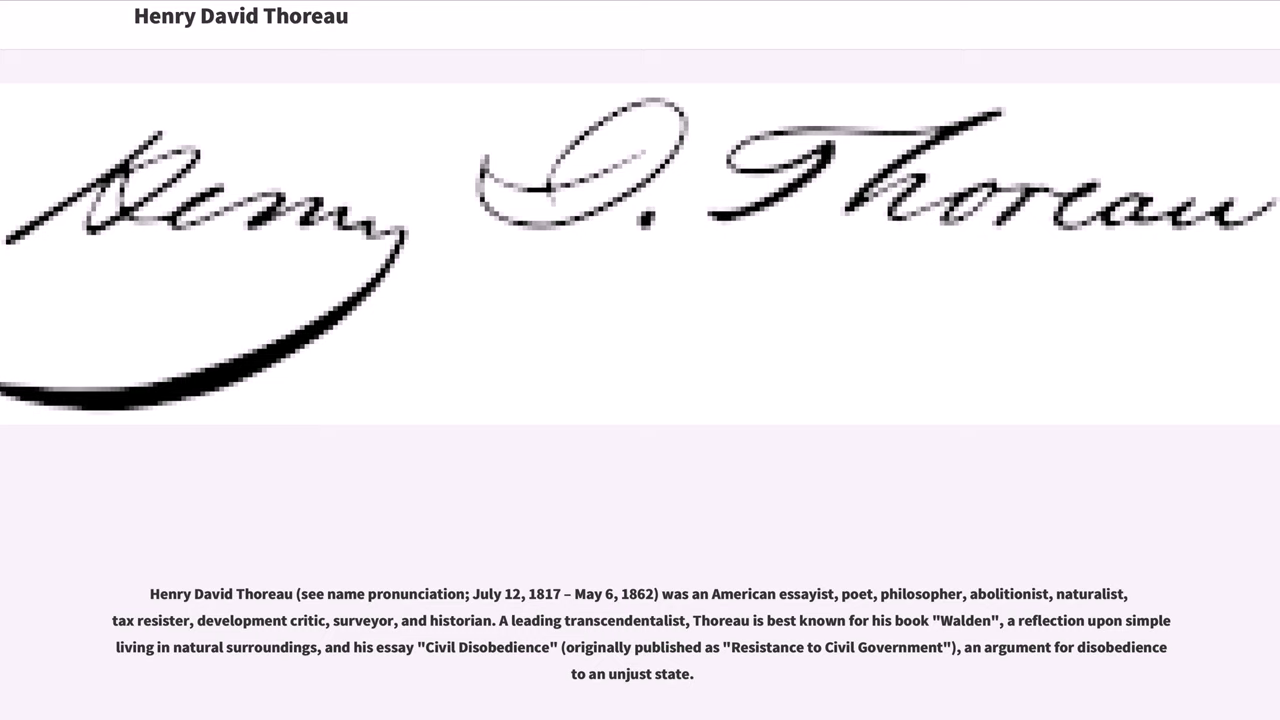 Henry David Thoreau
Henry D. Thoreau
Henry David Thoreau (see name pronunciation; July 12, 1817 – May 6, 1862) was an American essayist, poet, philosopher, abolitionist, naturalist,
tax resister, development critic, surveyor, and historian. A leading transcendentalist, Thoreau is best known for his book "Walden", a reflection upon simple
living in natural surroundings, and his essay "Civil Disobedience" (originally published as "Resistance to Civil Government"), an argument for disobedience
to an unjust state.